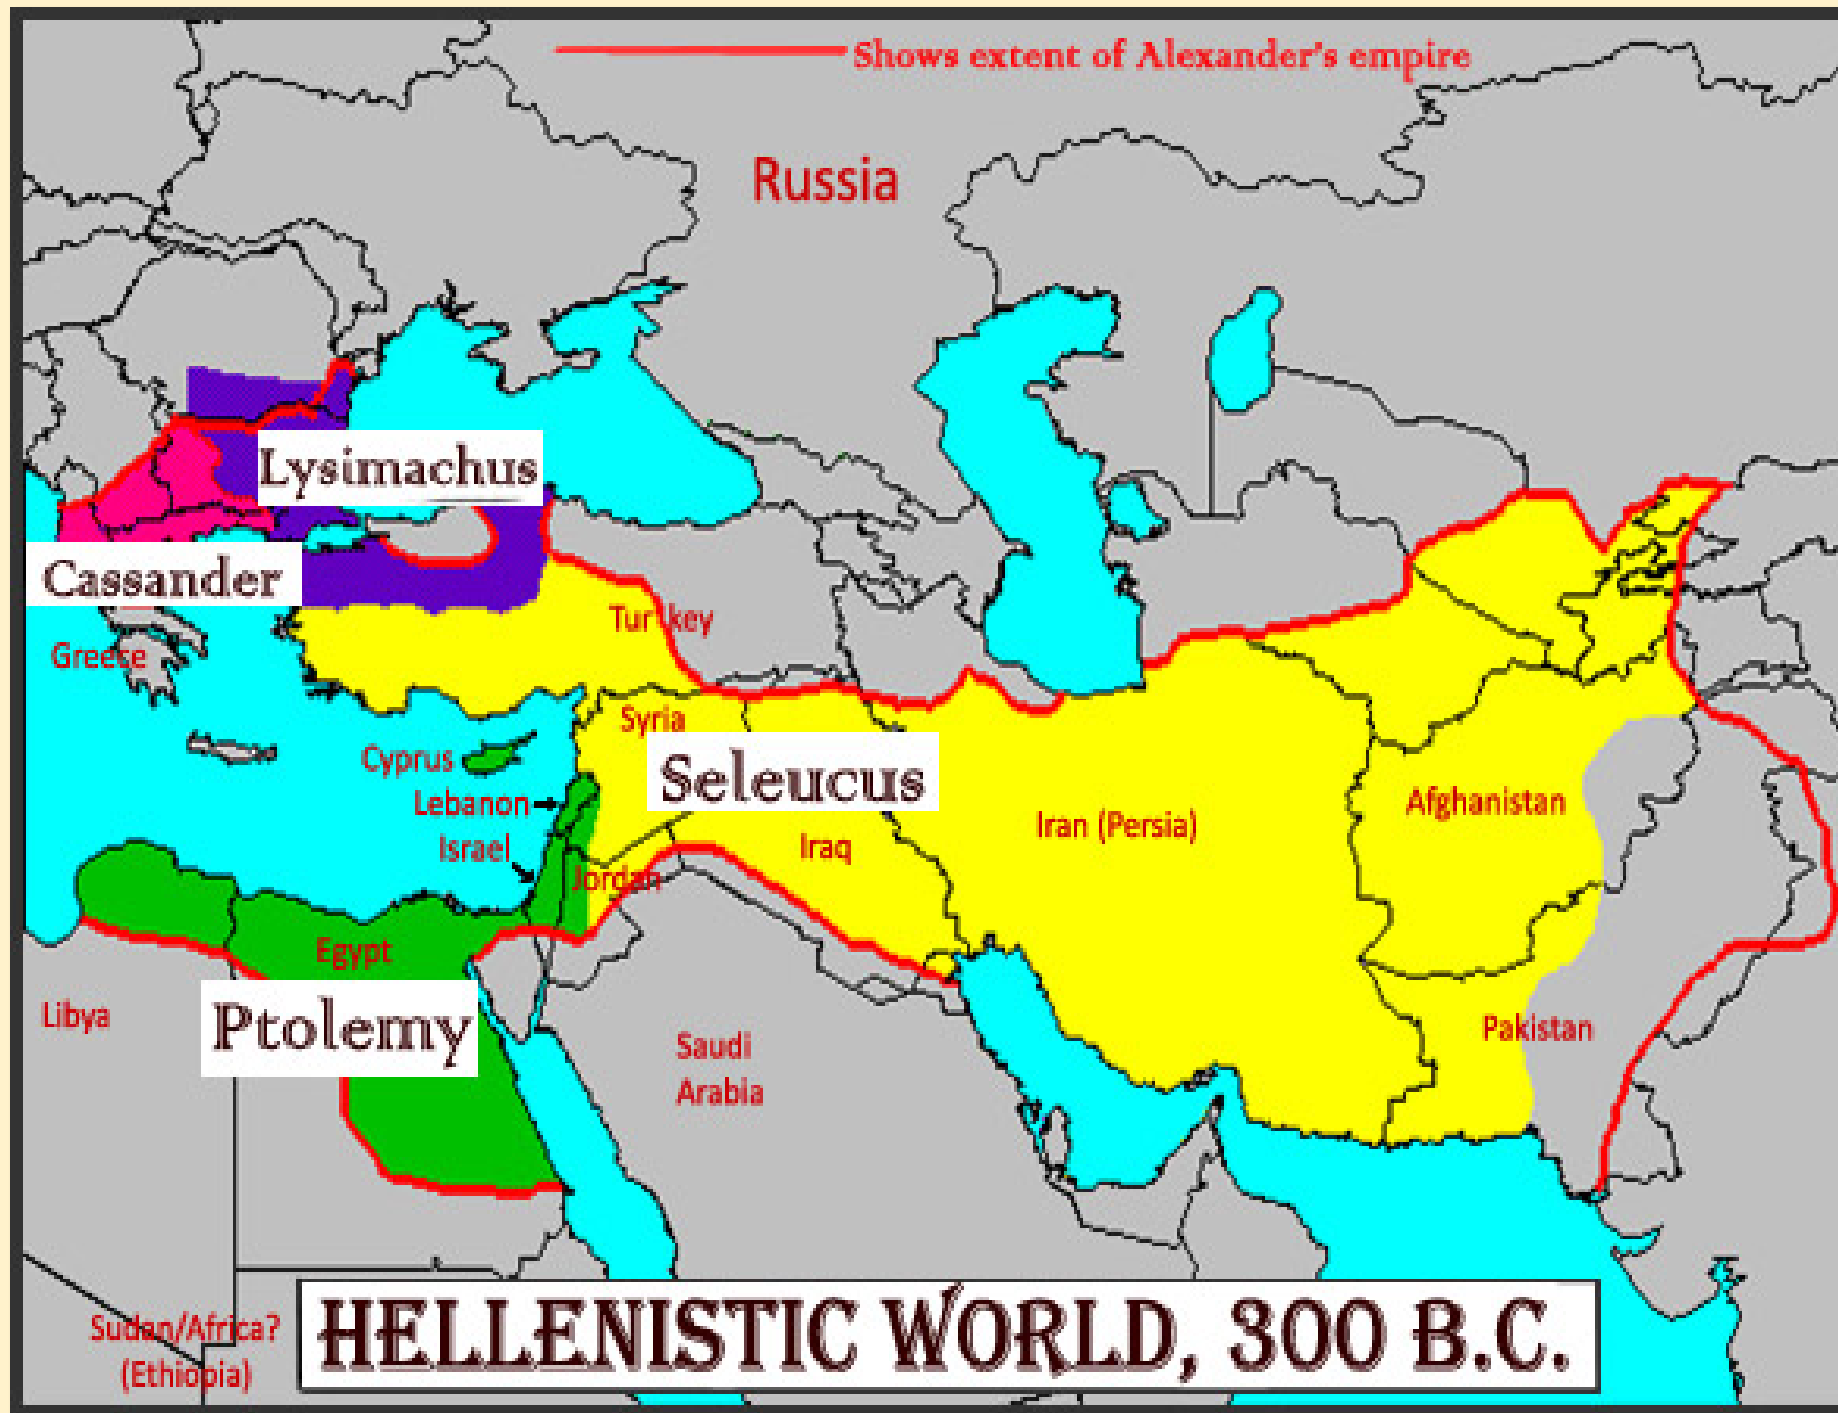 Shows extent of Alexander's empire
Russia
Lysimachus
Cassander
Turkey
Greece
Syria
Cyprus
Seleucus
Lebanon
Afghanistan
Iran (Persia)
Israel
Iraq
Jordan
Egypt
Libya
Ptolemy
Pakistan
Saudi
Arabia
Sudan/Africa?
(Ethiopia)
HELLENISTIC WORLD, 300 B.C.